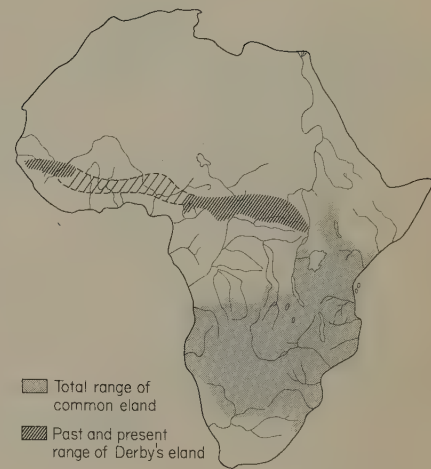 Total range of
common eland
Past and present
range of Derby's eland